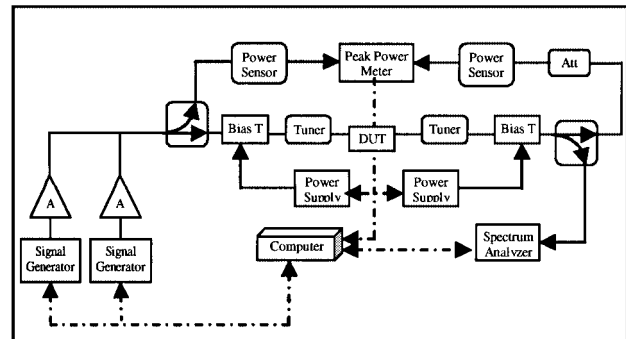 Power
Sensor
Peak Power
Meter
Power
Sensor
Att
Bias T
Tuner
DUT
Tuner
Bias T
A
A
Power
Supply
Power
Supply
Signal
Generator
Signal
Generator
Computer
Spectrum
Analyzer